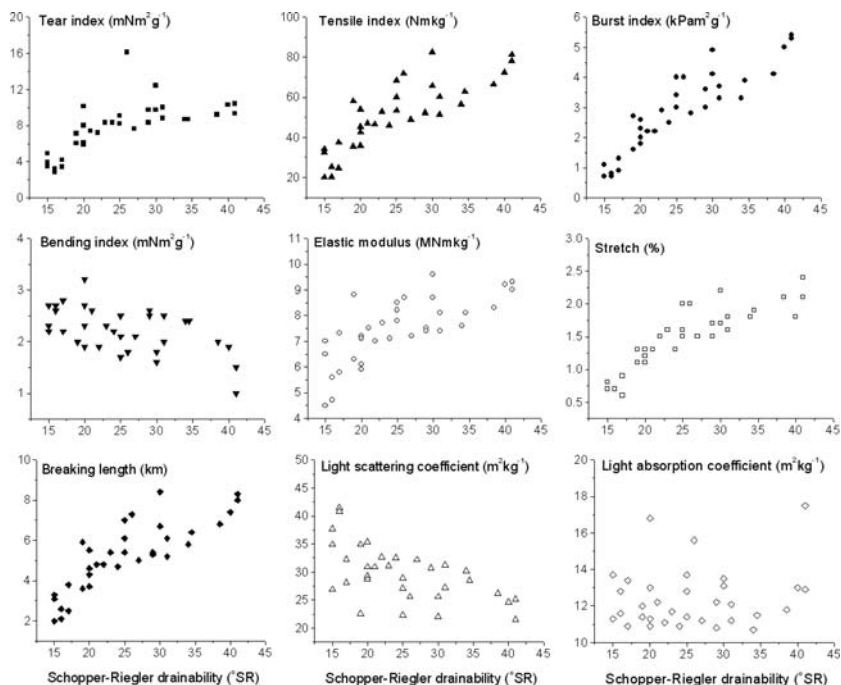 Tear index (mNm²g⁻¹)
Tensile index (Nmkg⁻¹)
Burst index (kPam²g⁻¹)
16
12
8
4
0
15 20 25 30 35 40 45
100
80
60
40
20
15 20 25 30 35 40 45
6
5
4
3
2
1
0
15 20 25 30 35 40 45
Bending index (mNm²g⁻¹)
Elastic modulus (MNmkg⁻¹)
Stretch (%)
4
3
2
1
0
15 20 25 30 35 40 45
11
10
9
8
7
6
5
4
15 20 25 30 35 40 45
3.0
2.5
2.0
1.5
1.0
0.5
15 20 25 30 35 40 45
Breaking length (km)
Light scattering coefficient (m²kg⁻¹)
Light absorption coefficient (m²kg⁻¹)
10
8
6
4
2
15 20 25 30 35 40 45
50
45
40
35
30
25
20
15 20 25 30 35 40 45
20
18
16
14
12
10
15 20 25 30 35 40 45
Schopper-Riegler drainability (°SR)
Schopper-Riegler drainability (°SR)
Schopper-Riegler drainability (°SR)